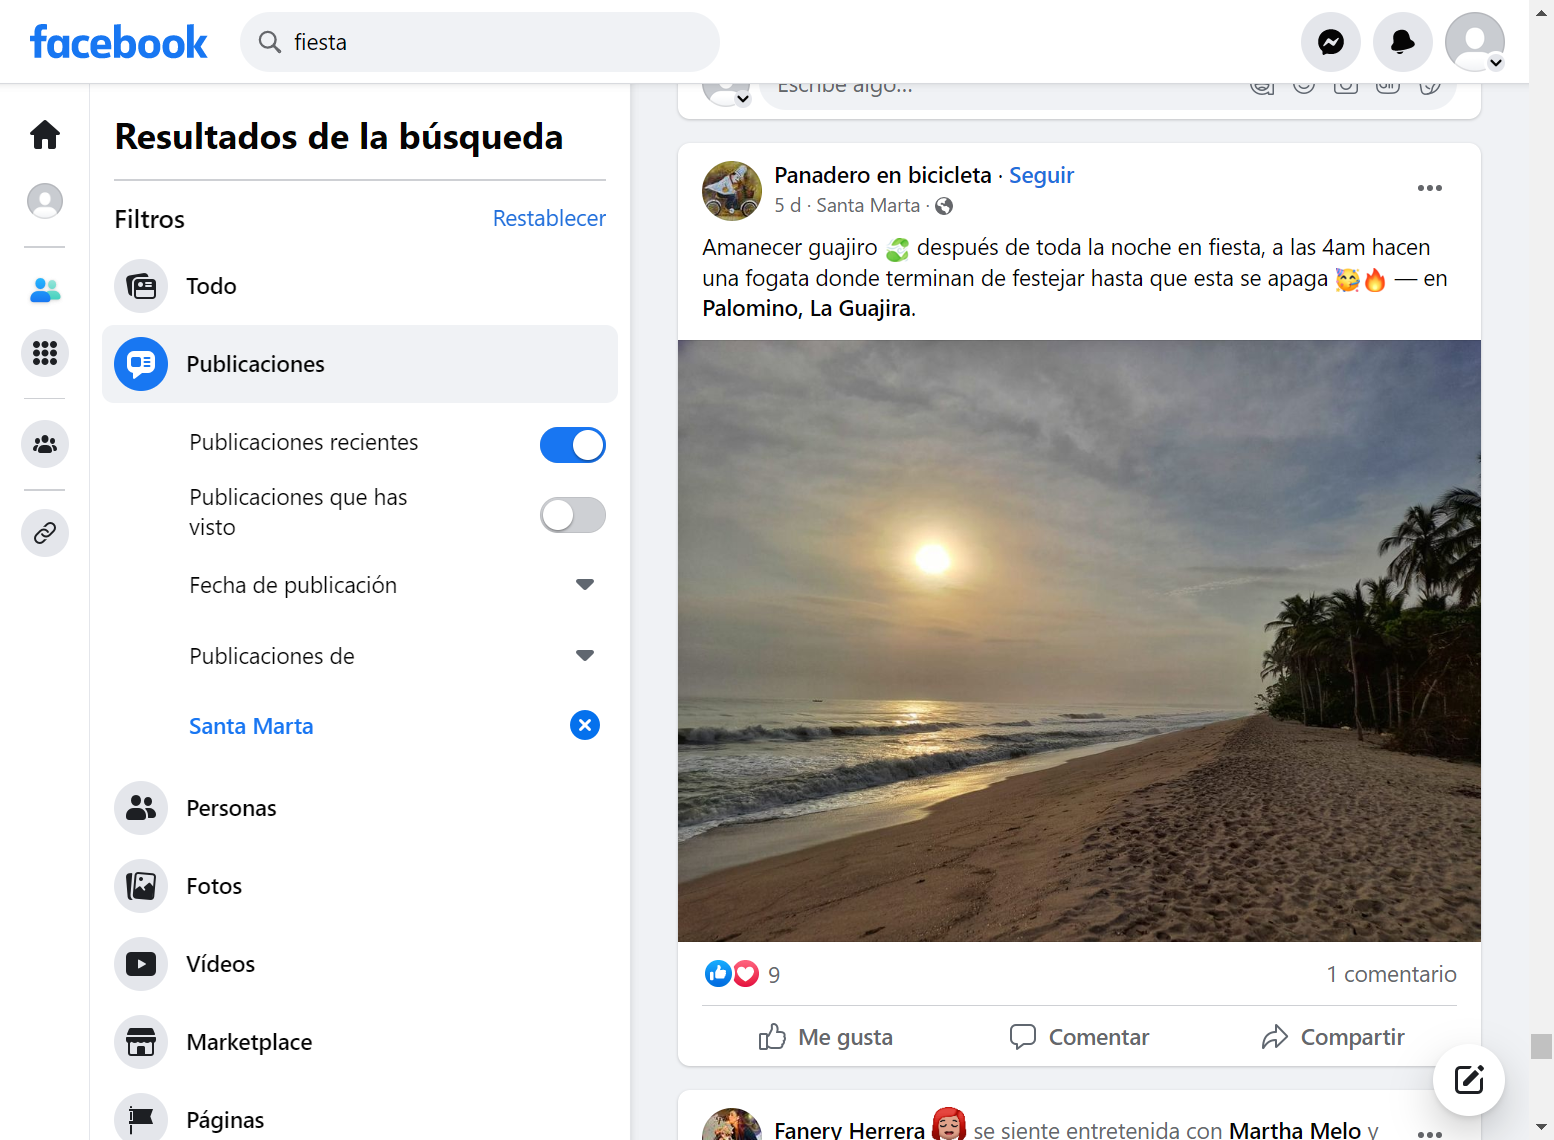 facebook
fiesta
Resultados de la búsqueda
Filtros
Restablecer
Todo
Publicaciones
Publicaciones recientes
Publicaciones que has
visto
Fecha de publicación
Publicaciones de
Santa Marta
Personas
Fotos
Vídeos
Marketplace
Páginas
Escribe algo...
Panadero en bicicleta · Seguir
5 d · Santa Marta ·
Amanecer guajiro después de toda la noche en fiesta, a las 4am hacen
una fogata donde terminan de festejar hasta que esta se apaga 🥳🔥 — en
Palomino, La Guajira.
9
1 comentario
Me gusta
Comentar
Compartir
Fanery Herrera se siente entretenida con Martha Melo y